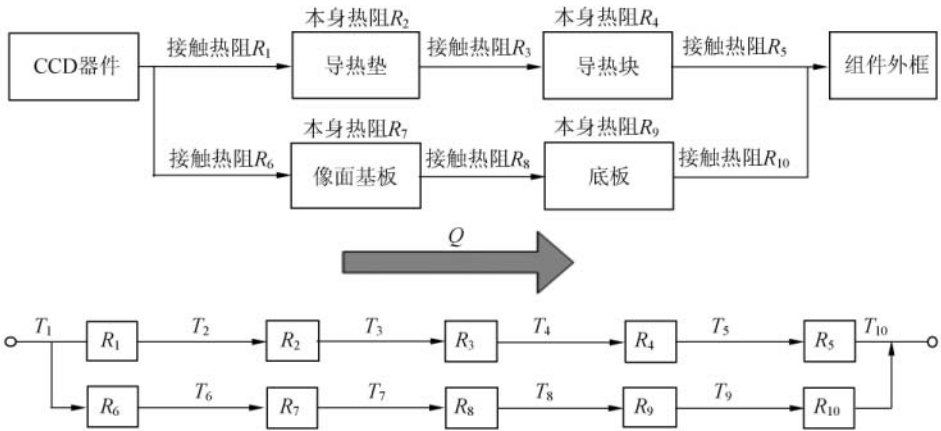 本身热阻R₂ 本身热阻R₄
CCD器件 接触热阻R₁ 导热垫 接触热阻R₃ 导热块 接触热阻R₅ 组件外框
本身热阻R₇ 本身热阻R₉
接触热阻R₆ 像面基板 接触热阻R₈ 底板 接触热阻R₁₀
Q
T₁ T₂ T₃ T₄ T₅ T₁₀
R₁ R₂ R₃ R₄ R₅
T₆ T₇ T₈ T₉
R₆ R₇ R₈ R₉ R₁₀